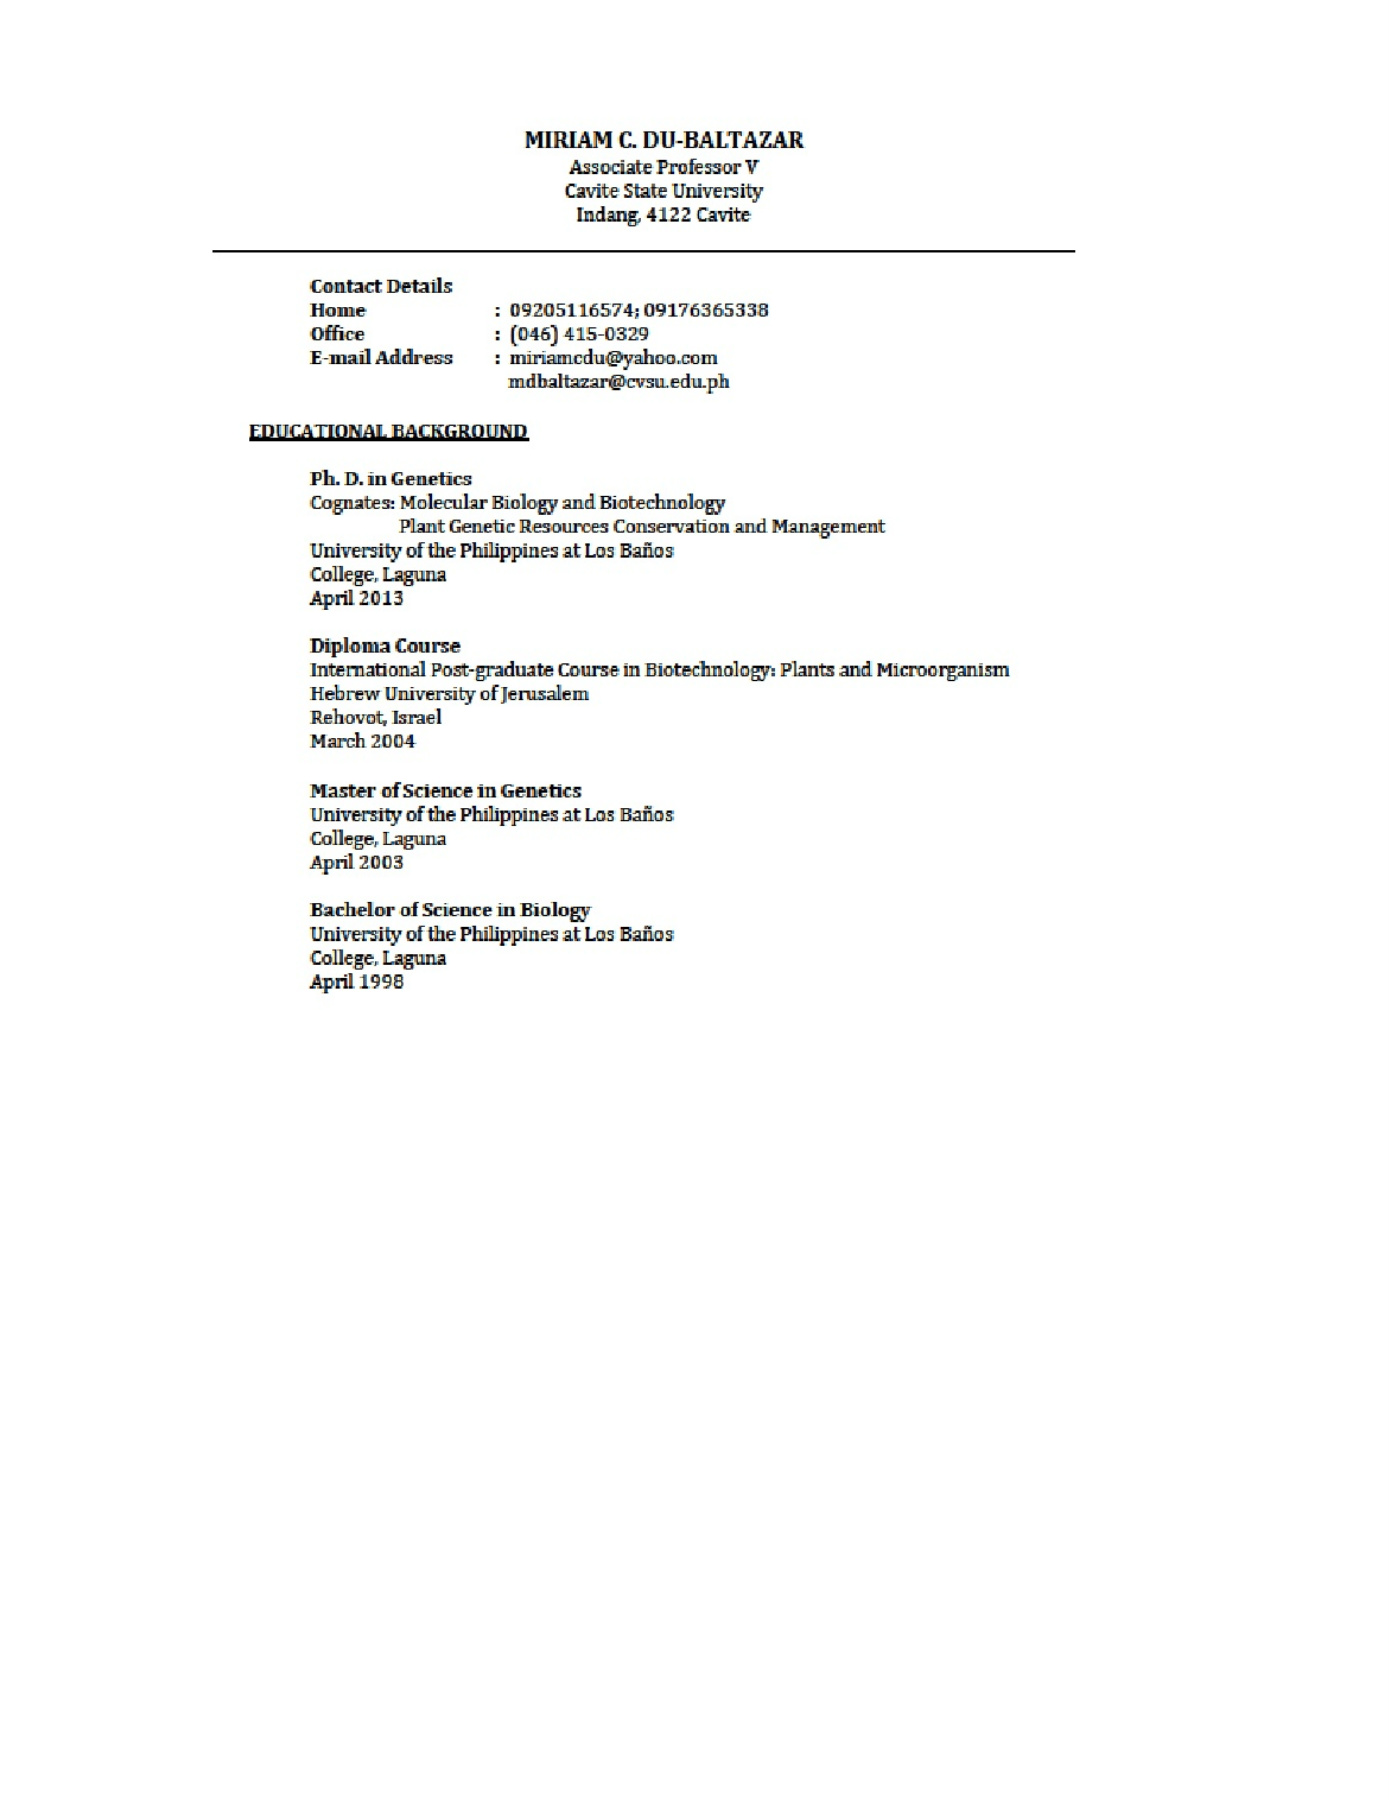 MIRIAM C. DU-BALTAZAR
Associate Professor V
Cavite State University
Indang, 4122 Cavite
Contact Details
Home : 09205116574; 09176365338
Office : (046) 415-0329
E-mail Address : miriamcdu@yahoo.com
mdbaltazar@cvsu.edu.ph
EDUCATIONAL BACKGROUND
Ph. D. in Genetics
Cognates: Molecular Biology and Biotechnology
Plant Genetic Resources Conservation and Management
University of the Philippines at Los Baños
College, Laguna
April 2013
Diploma Course
International Post-graduate Course in Biotechnology: Plants and Microorganism
Hebrew University of Jerusalem
Rehovot, Israel
March 2004
Master of Science in Genetics
University of the Philippines at Los Baños
College, Laguna
April 2003
Bachelor of Science in Biology
University of the Philippines at Los Baños
College, Laguna
April 1998